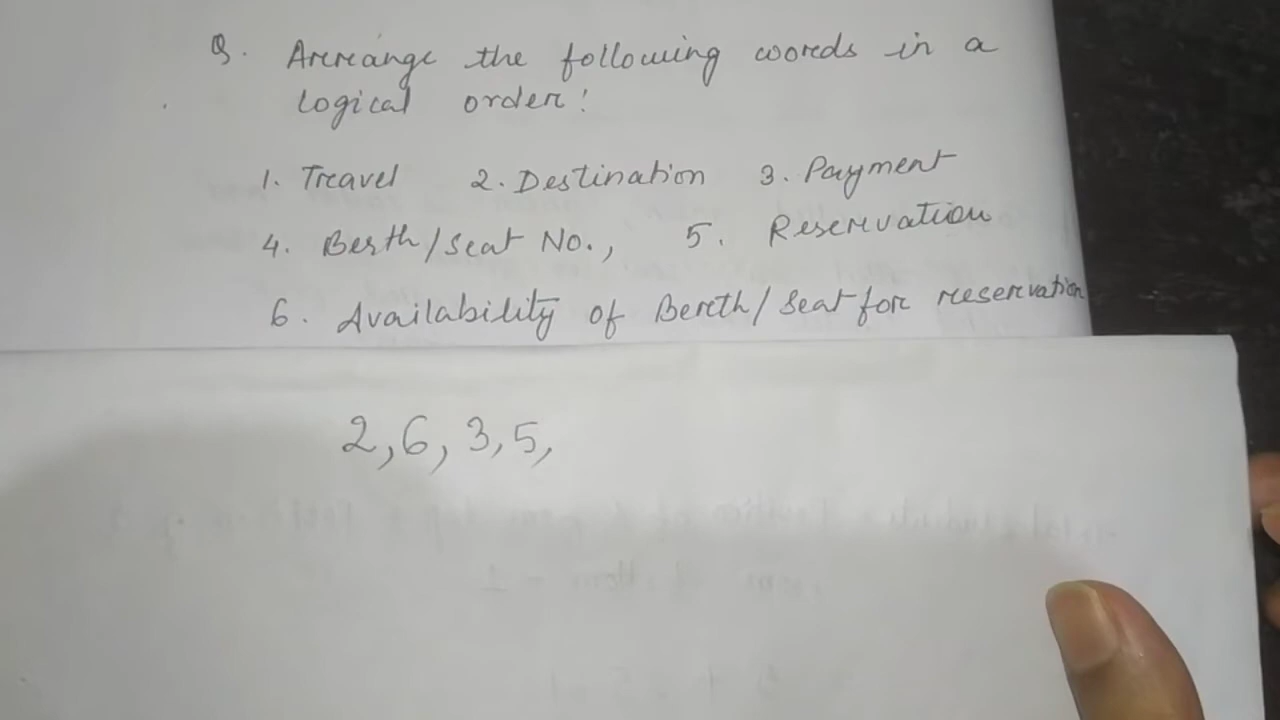 Q. Arrange the following words in a
logical order:
1. Travel 2. Destination 3. Payment
4. Berth/Seat No., 5. Reservation
6. Availability of Berth/Seat for reservation
2, 6, 3, 5,